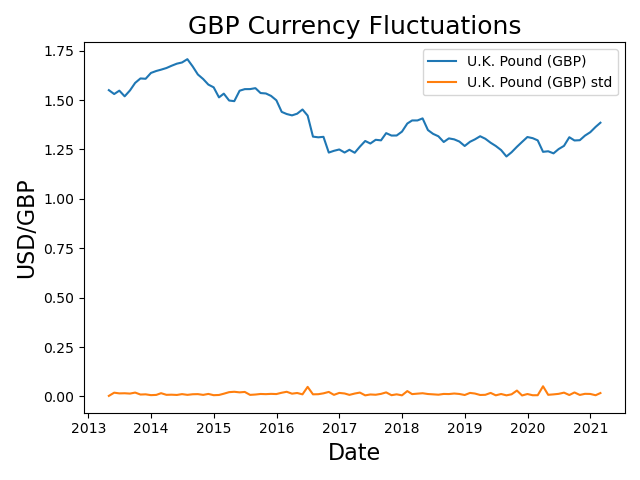 GBP Currency Fluctuations
U.K. Pound (GBP)
U.K. Pound (GBP) std
USD/GBP
1.75
1.50
1.25
1.00
0.75
0.50
0.25
0.00
2013 2014 2015 2016 2017 2018 2019 2020 2021
Date